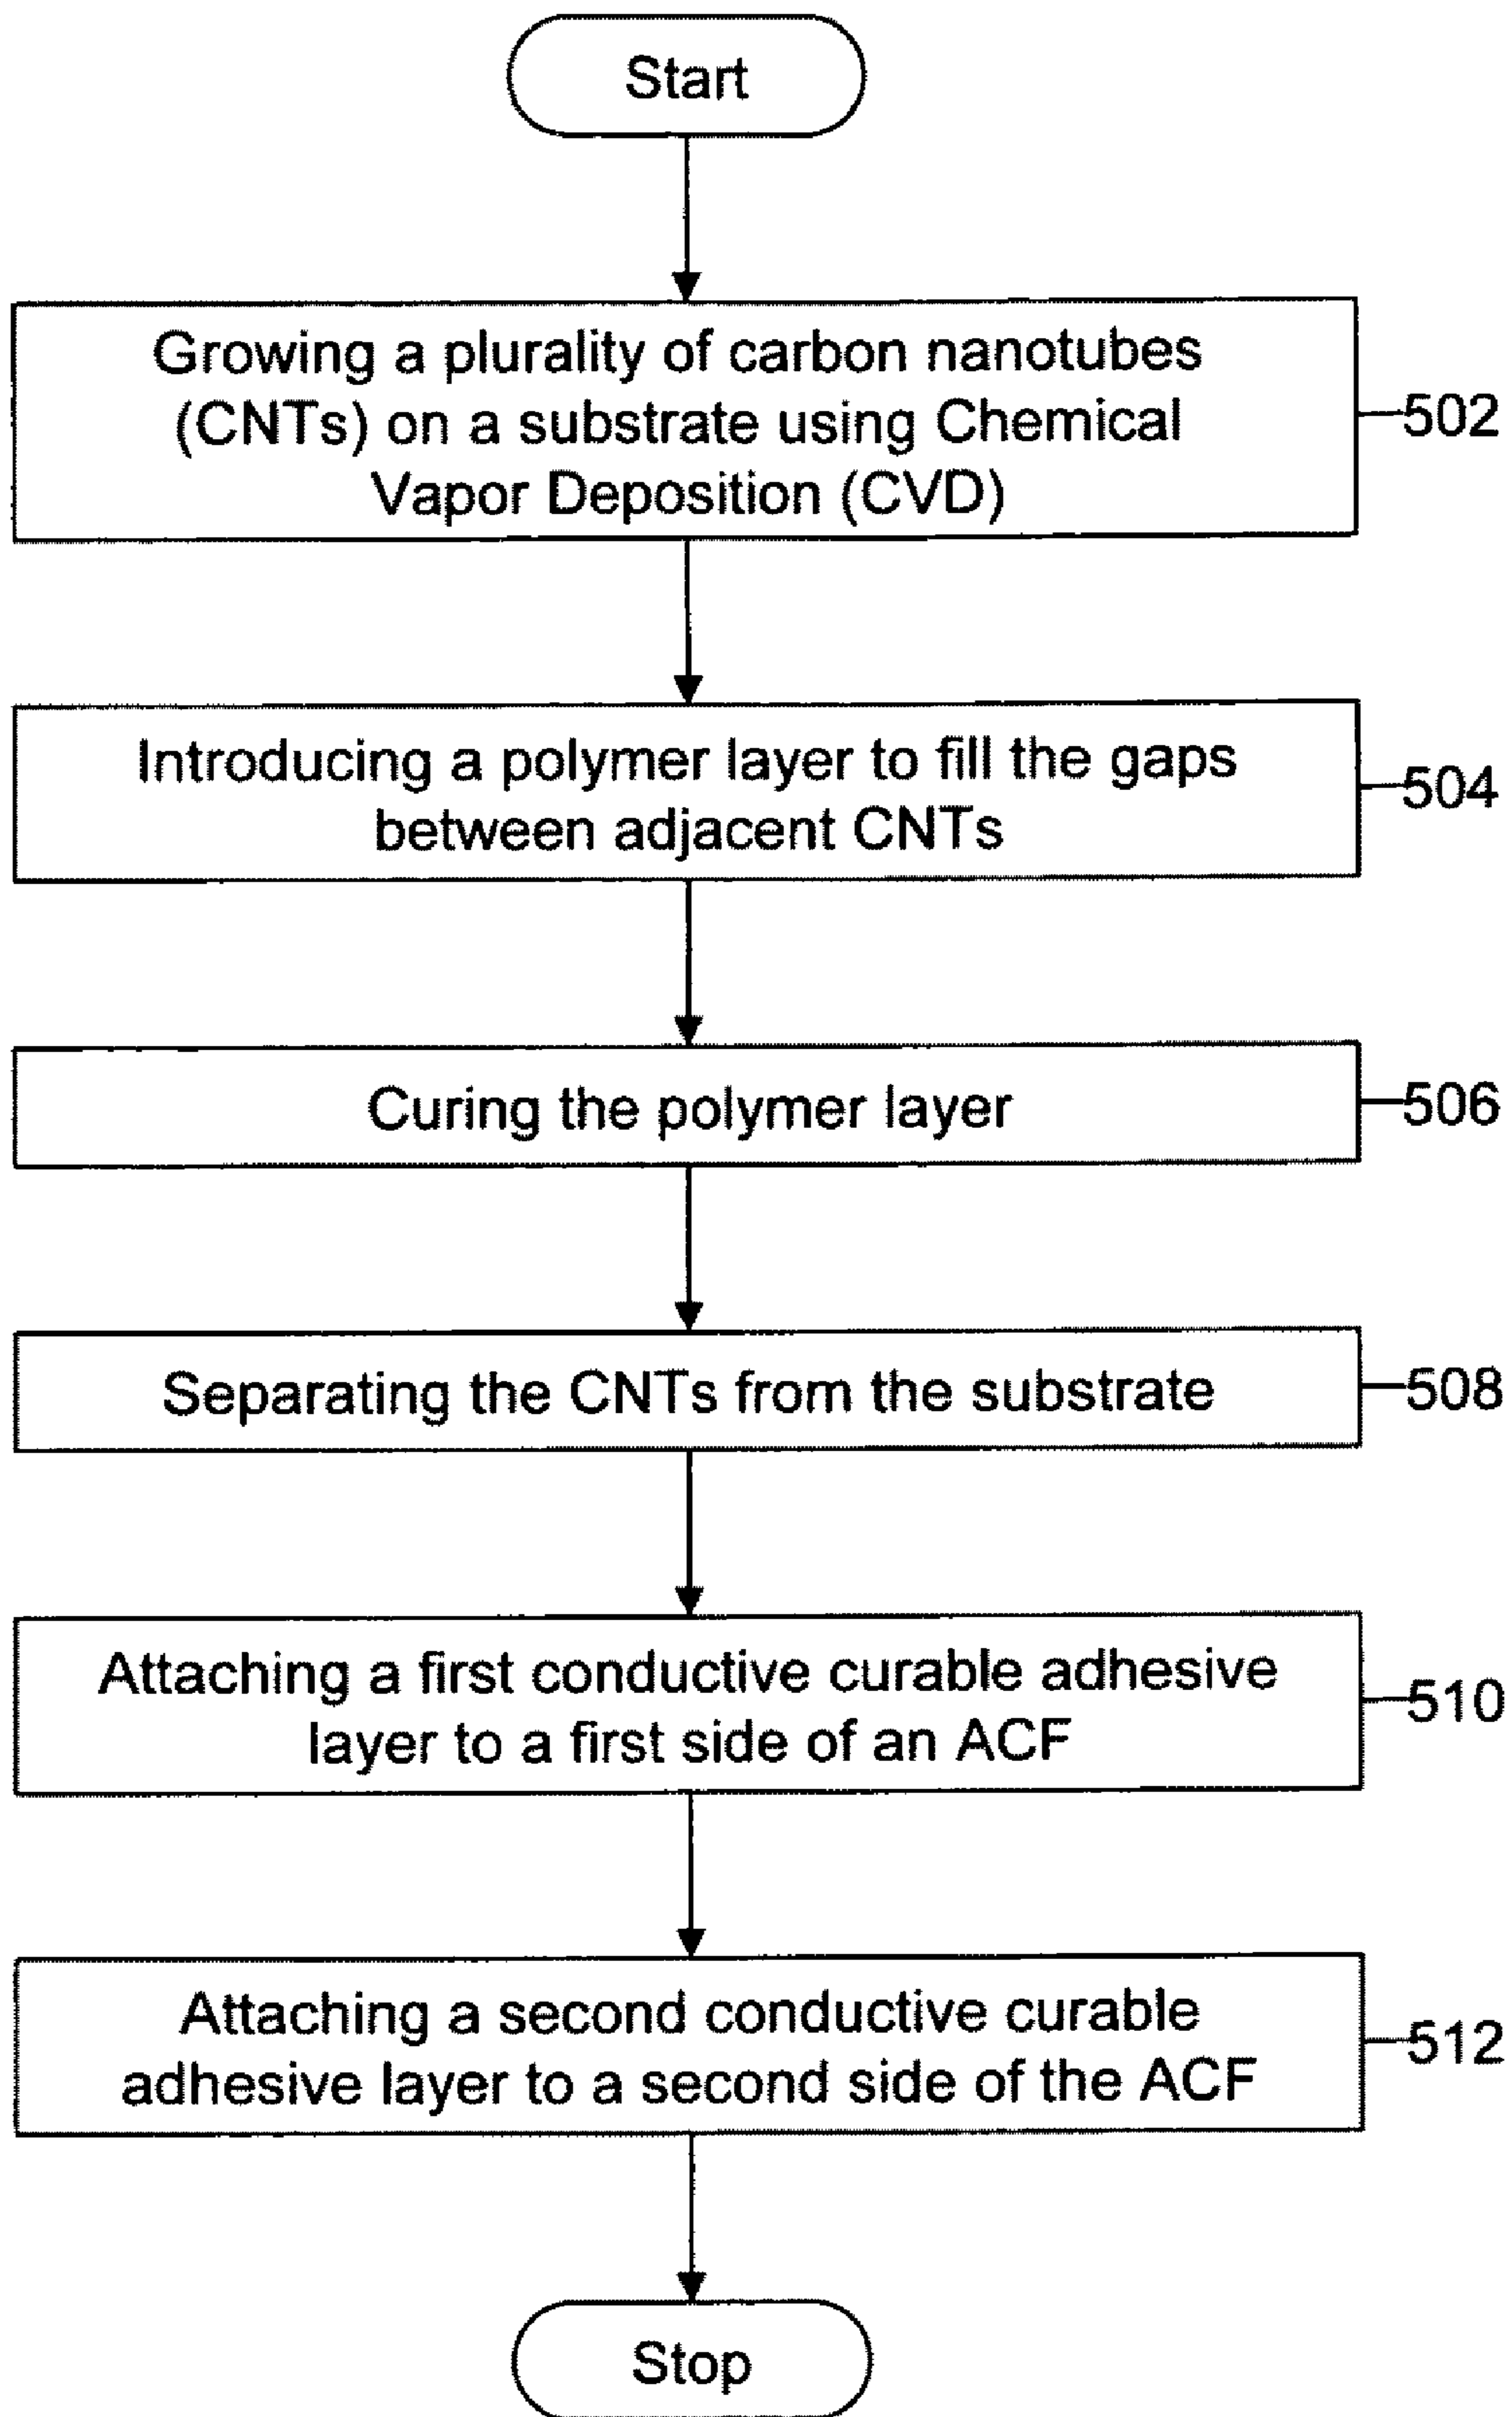 Start
Growing a plurality of carbon nanotubes
(CNTs) on a substrate using Chemical
Vapor Deposition (CVD)
502
Introducing a polymer layer to fill the gaps
between adjacent CNTs
504
Curing the polymer layer
506
Separating the CNTs from the substrate
508
Attaching a first conductive curable adhesive
layer to a first side of an ACF
510
Attaching a second conductive curable
adhesive layer to a second side of the ACF
512
Stop